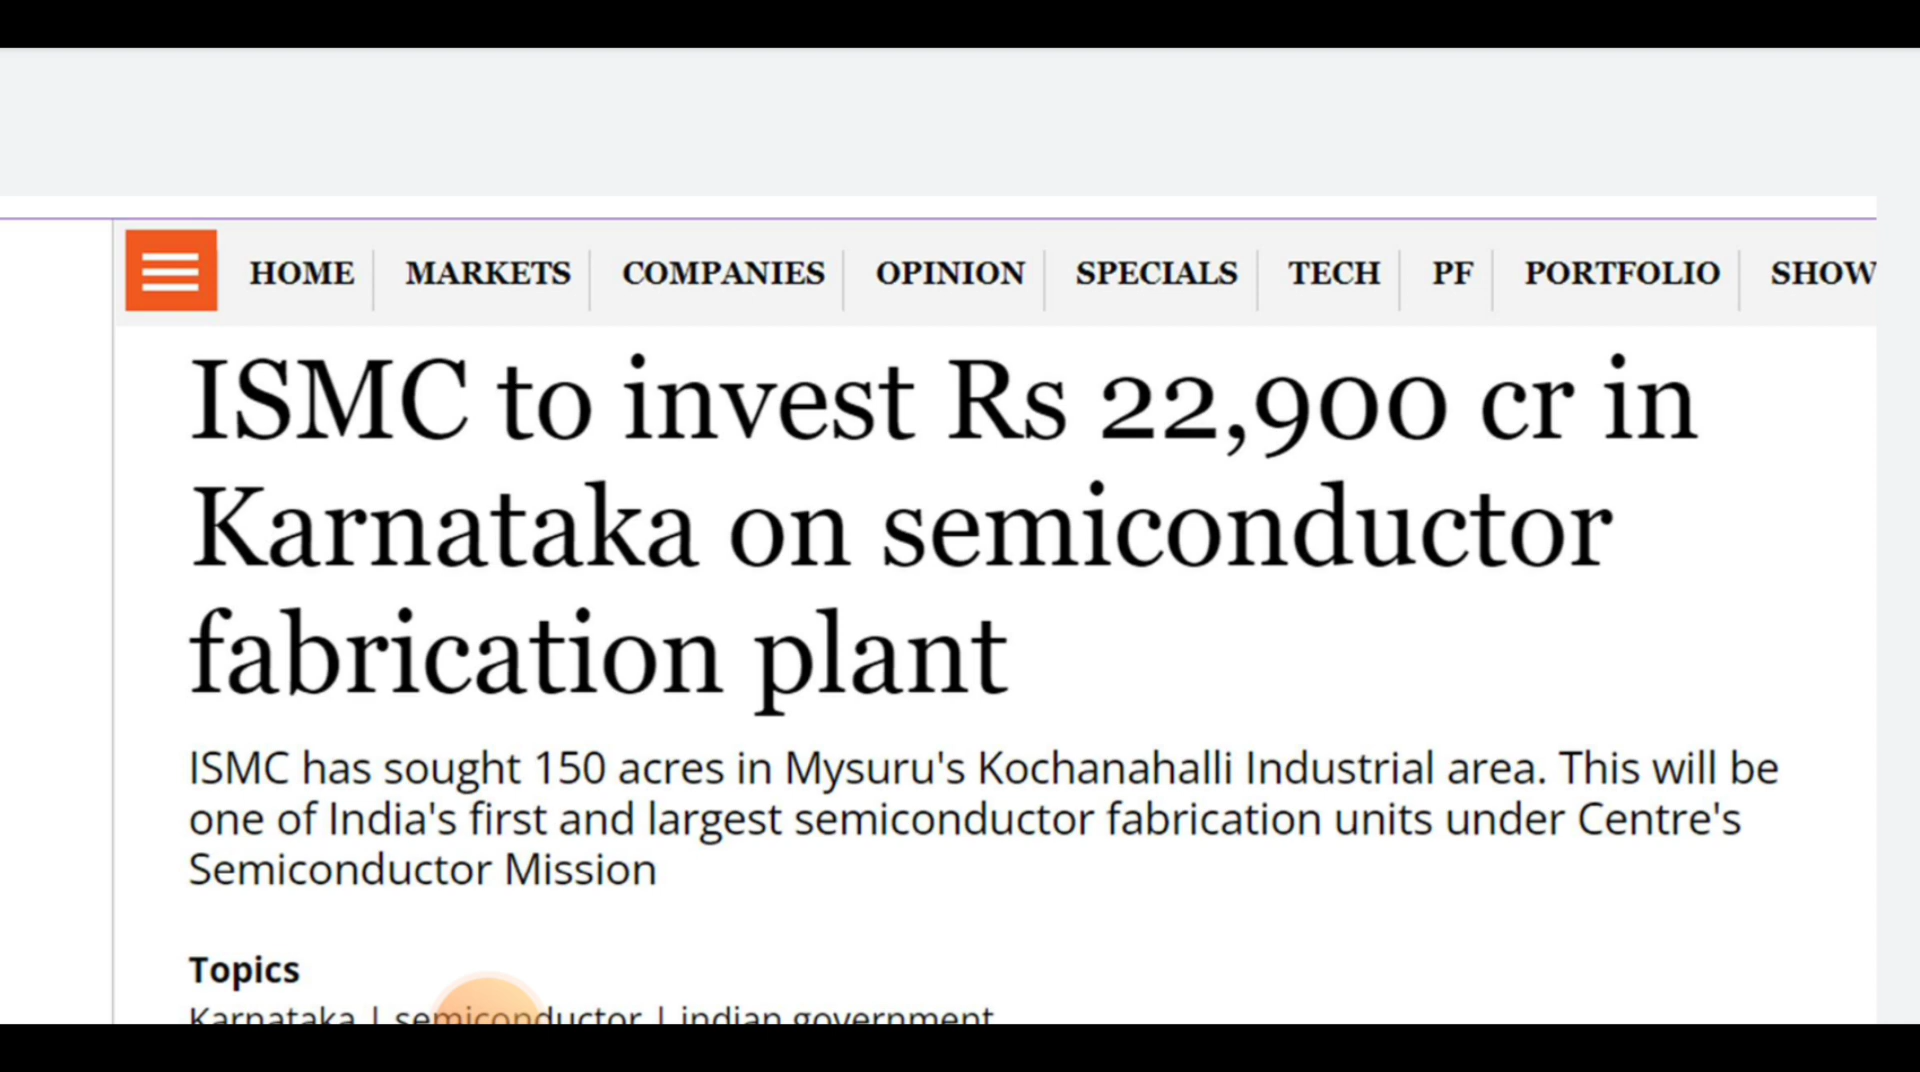 HOME MARKETS COMPANIES OPINION SPECIALS TECH PF PORTFOLIO SHOW
ISMC to invest Rs 22,900 cr in
Karnataka on semiconductor
fabrication plant
ISMC has sought 150 acres in Mysuru's Kochanahalli Industrial area. This will be
one of India's first and largest semiconductor fabrication units under Centre's
Semiconductor Mission
Topics
Karnataka | semiconductor | indian government